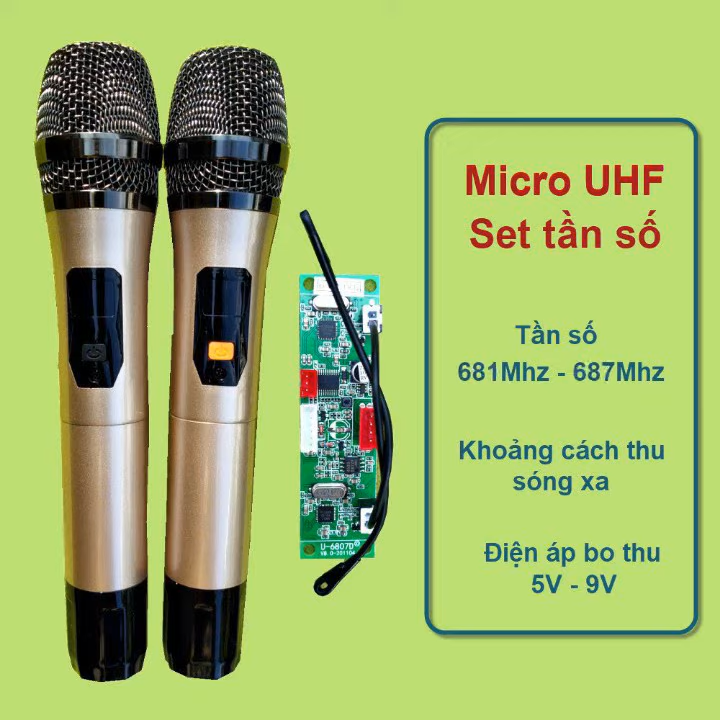 Micro UHF
Set tần số
Tần số
681Mhz - 687Mhz
Khoảng cách thu
sóng xa
Điện áp bo thu
5V - 9V
U-6807D